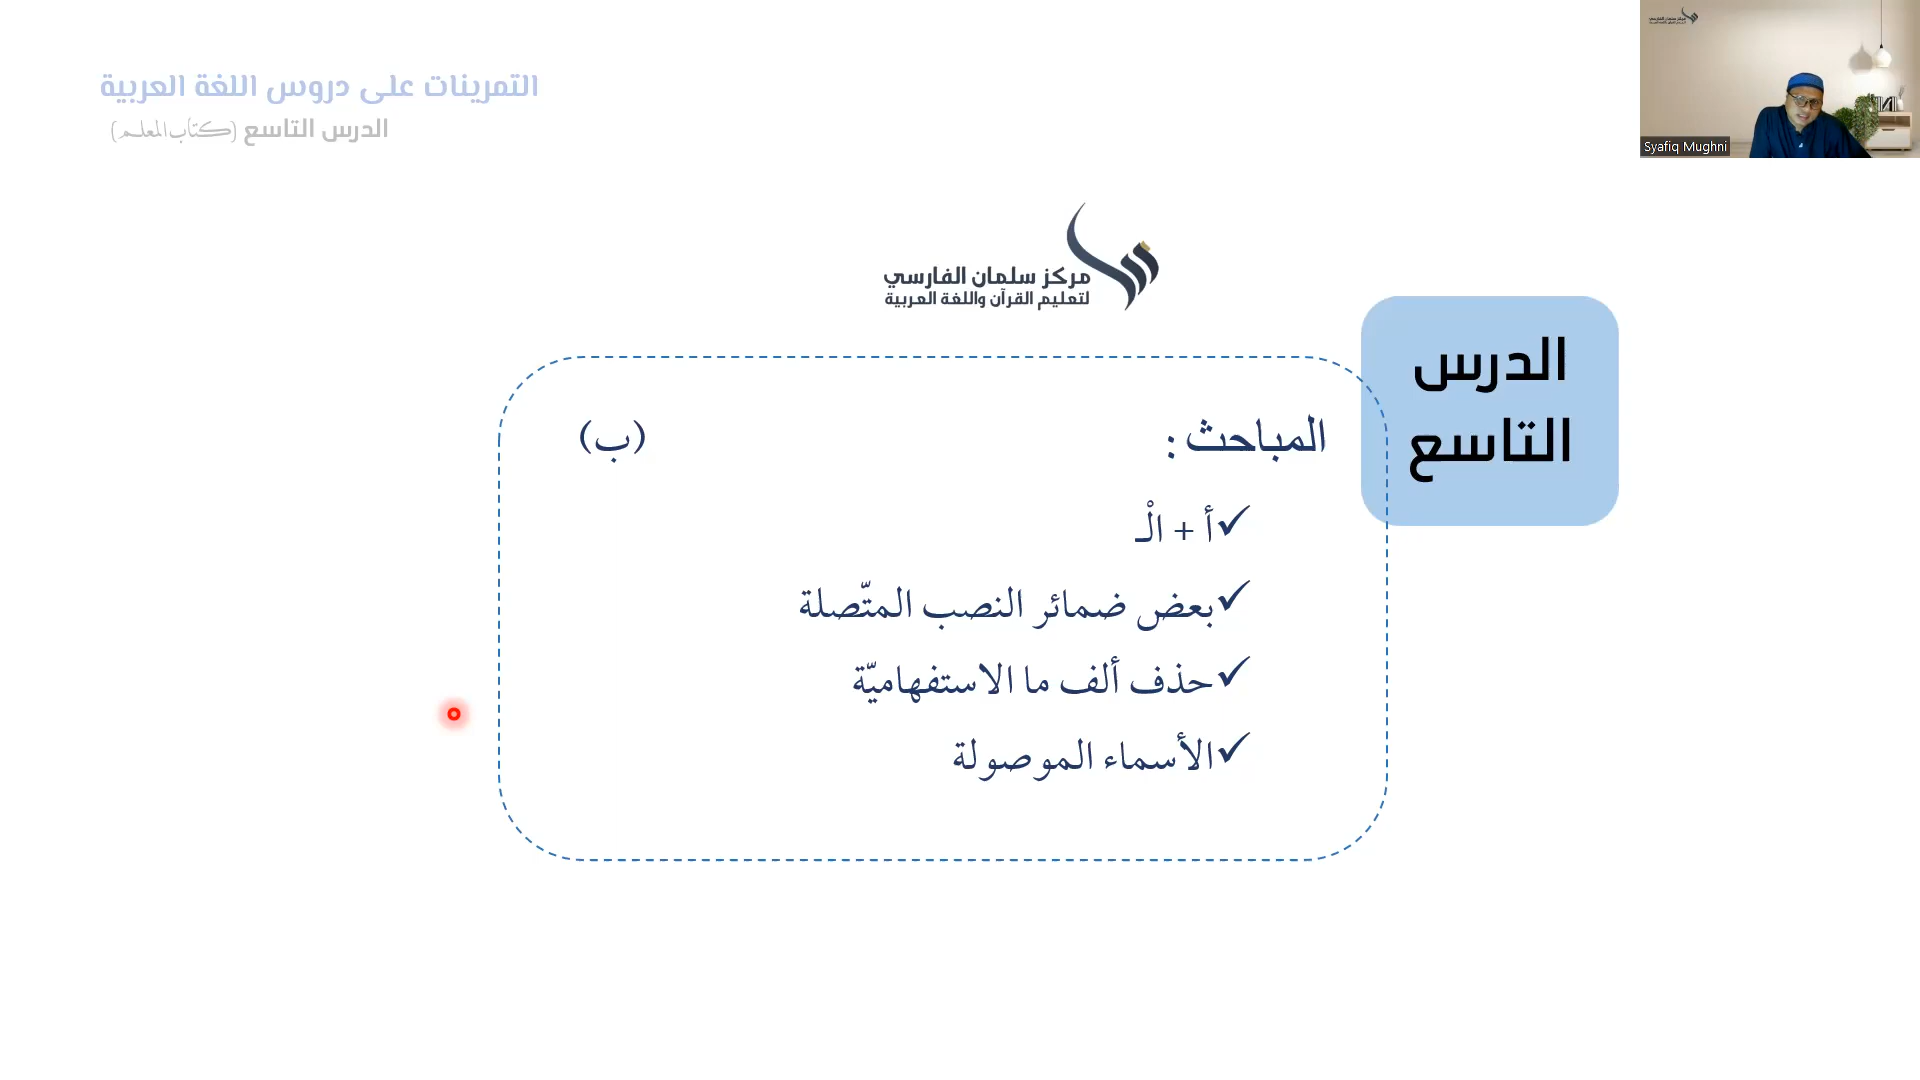 التمرينات على دروس اللغة العربية
الدرس التاسع (كتاب المعلم)
Syafiq Mughni
مركز سلمان الفارسي
لتعليم القرآن واللغة العربية
الدرس
التاسع
المباحث :
(ب)
أ + الْـ
بعض ضمائر النصب المتّصلة
حذف ألف ما الاستفهاميّة
الأسماء الموصولة